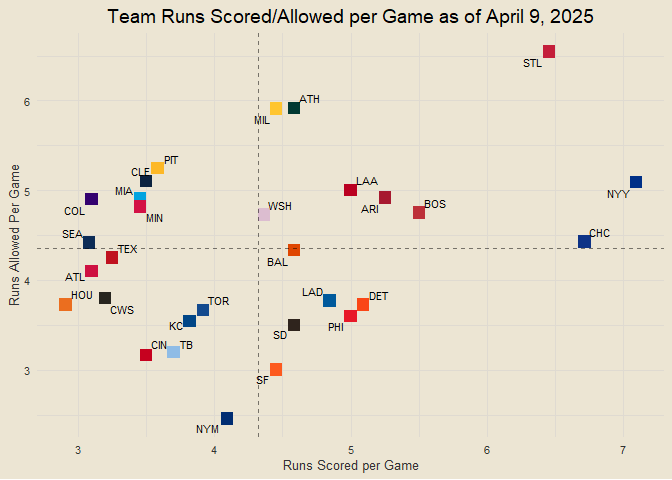 Team Runs Scored/Allowed per Game as of April 9, 2025
STL
6
ATH
MIL
PIT
CLE
5
LAA
NYY
MIA
COL
MIN
WSH
ARI
BOS
SEA
CHC
TEX
BAL
4
ATL
HOU
CWS
TOR
LAD
DET
KC
SD
PHI
CIN
TB
3
SF
NYM
3
4
5
6
7
Runs Allowed Per Game
Runs Scored per Game